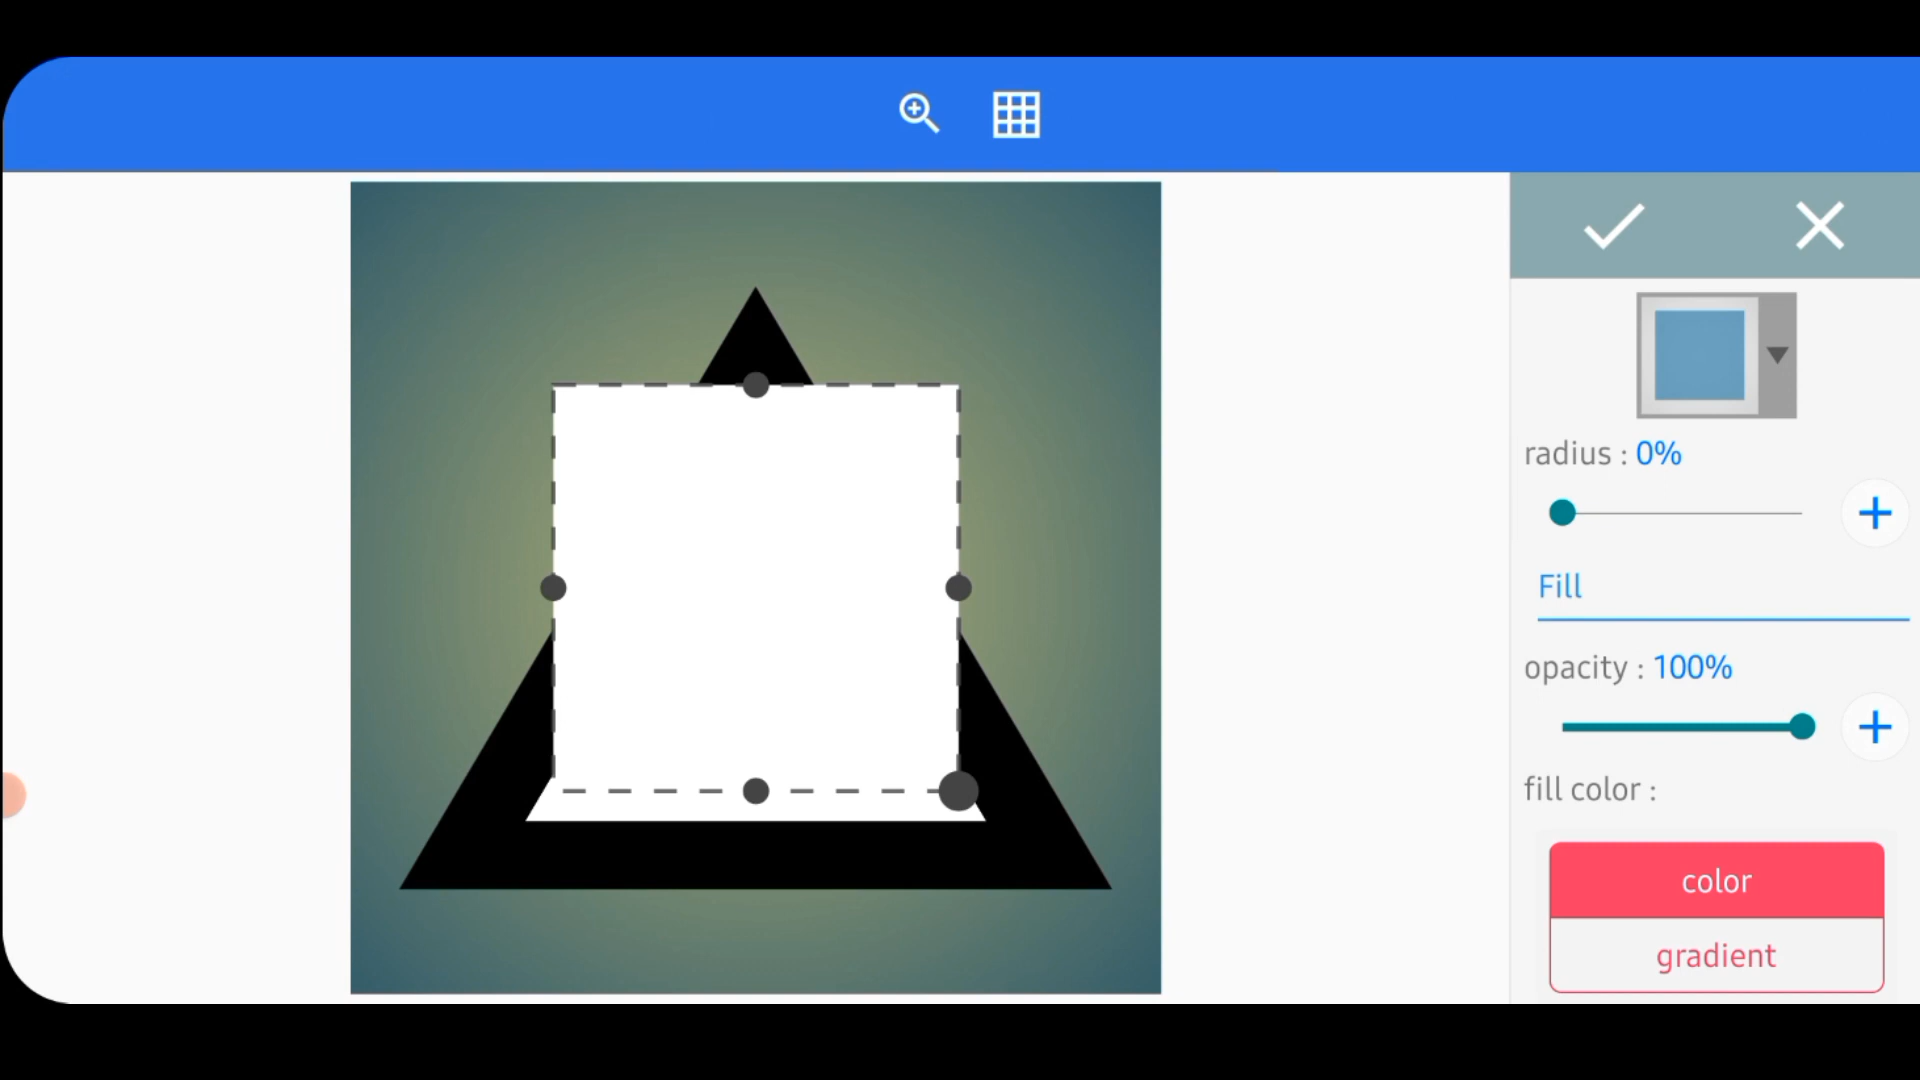 radius : 0%
Fill
opacity : 100%
fill color :
color
gradient